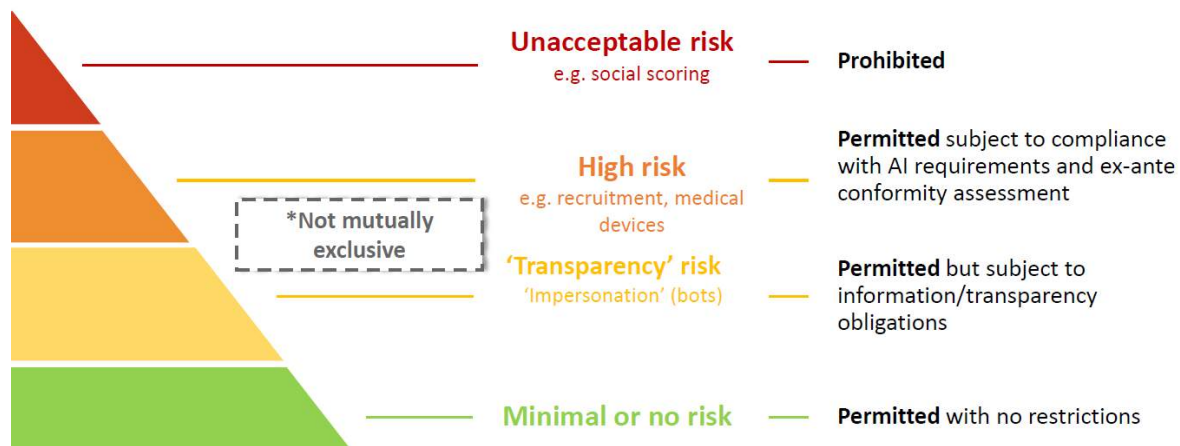 Unacceptable risk
e.g. social scoring
Prohibited
High risk
e.g. recruitment, medical
devices
Permitted subject to compliance
with AI requirements and ex-ante
conformity assessment
*Not mutually
exclusive
‘Transparency’ risk
‘Impersonation’ (bots)
Permitted but subject to
information/transparency
obligations
Minimal or no risk
Permitted with no restrictions